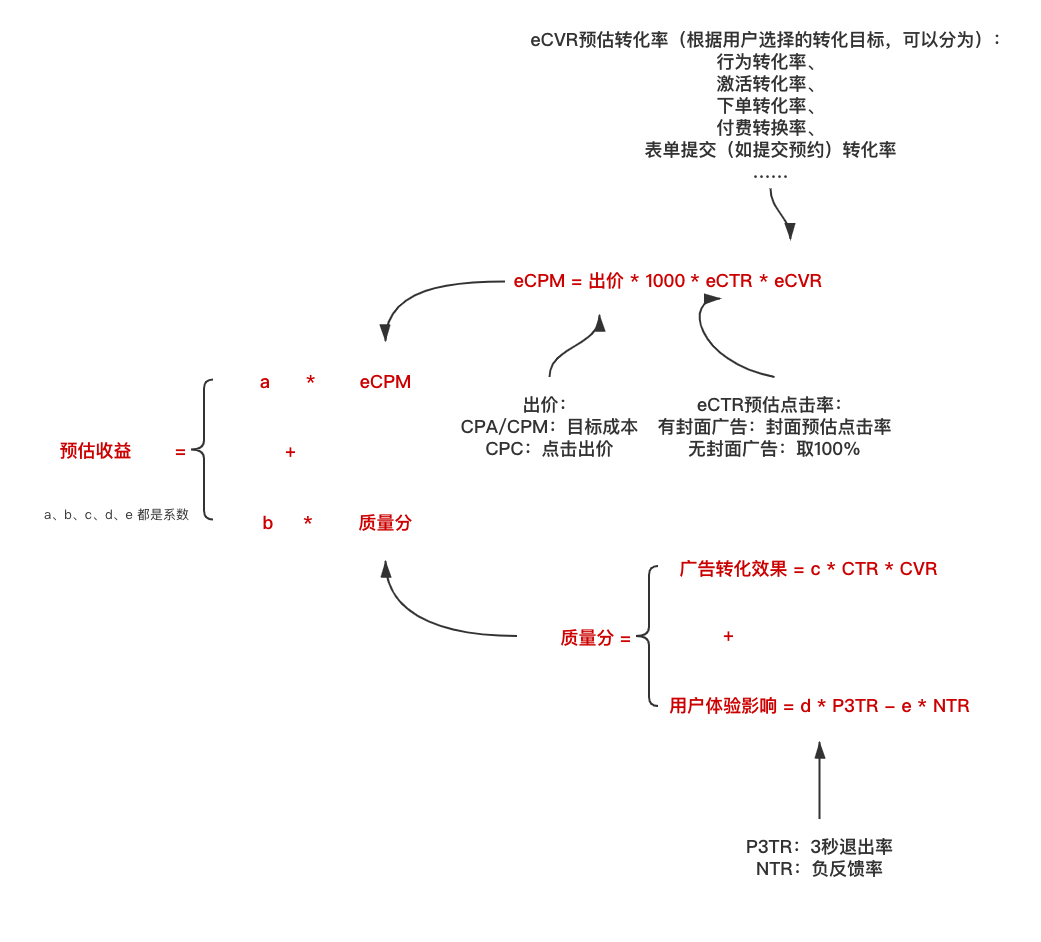 eCVR预估转化率（根据用户选择的转化目标，可以分为）：
行为转化率、
激活转化率、
下单转化率、
付费转换率、
表单提交（如提交预约）转化率
……
eCPM = 出价 * 1000 * eCTR * eCVR
a * eCPM
出价：
CPA/CPM：目标成本
CPC：点击出价
eCTR预估点击率：
有封面广告：封面预估点击率
无封面广告：取100%
预估收益 =
+
a、b、c、d、e 都是系数
b * 质量分
广告转化效果 = c * CTR * CVR
质量分 =
+
用户体验影响 = d * P3TR – e * NTR
P3TR：3秒退出率
NTR：负反馈率